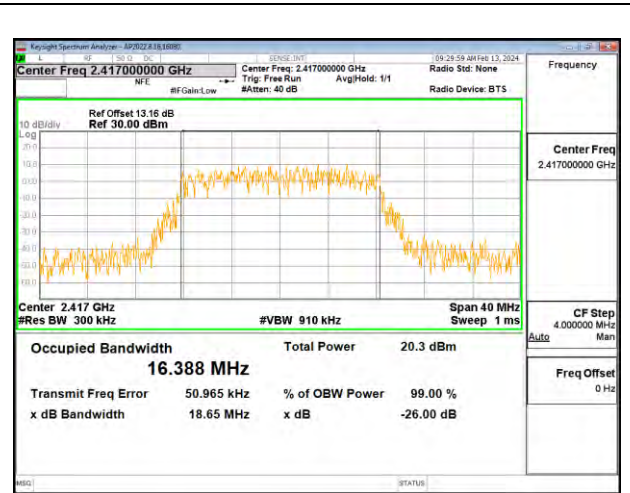 Keysight Spectrum Analyzer - AP2022.8.18,16080
L RF 50 Ω DC SENSE:INT 09:29:59 AM Feb 13, 2024
Center Freq 2.417000000 GHz
NFE
#IFGain:Low
Center Freq: 2.417000000 GHz
Trig: Free Run Avg|Hold: 1/1
#Atten: 40 dB
Radio Std: None
Radio Device: BTS
Frequency
Ref Offset 13.16 dB
10 dB/div Ref 30.00 dBm
Log
Center Freq
2.417000000 GHz
Center 2.417 GHz Span 40 MHz
#Res BW 300 kHz #VBW 910 kHz Sweep 1 ms
CF Step
4.000000 MHz
Auto Man
Occupied Bandwidth Total Power 20.3 dBm
16.388 MHz
Freq Offset
0 Hz
Transmit Freq Error 50.965 kHz % of OBW Power 99.00 %
x dB Bandwidth 18.65 MHz x dB -26.00 dB
MSG STATUS